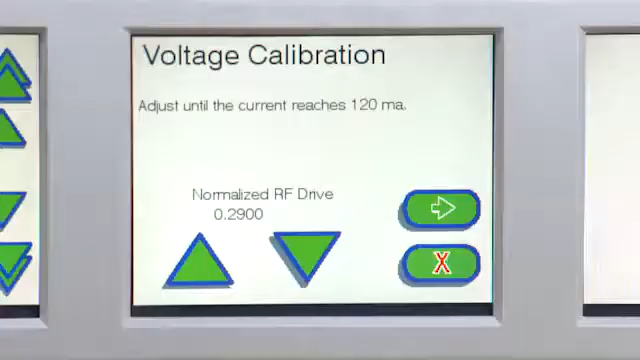 Voltage Calibration
Adjust until the current reaches 120 ma.
Normalized RF Drive
0.2900
X